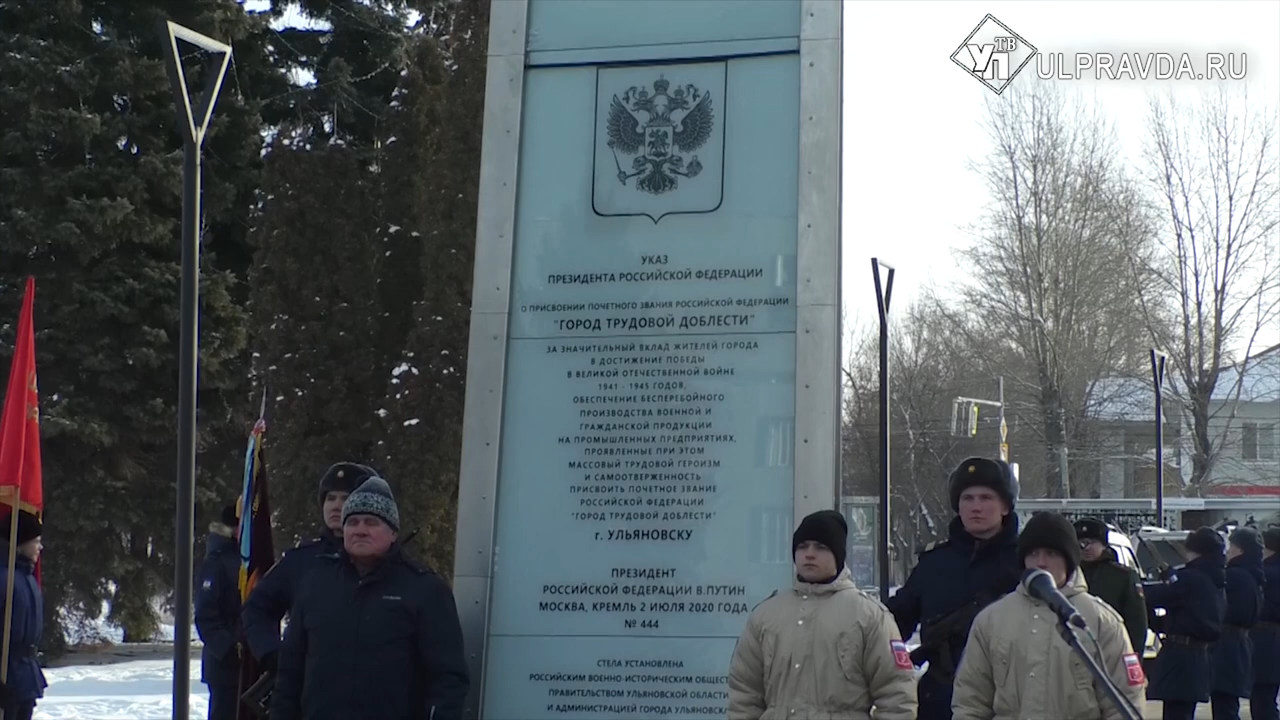 УП ТВ
ULPRAVDA.RU
УКАЗ
ПРЕЗИДЕНТА РОССИЙСКОЙ ФЕДЕРАЦИИ
О ПРИСВОЕНИИ ПОЧЕТНОГО ЗВАНИЯ РОССИЙСКОЙ ФЕДЕРАЦИИ
"ГОРОД ТРУДОВОЙ ДОБЛЕСТИ"
ЗА ЗНАЧИТЕЛЬНЫЙ ВКЛАД ЖИТЕЛЕЙ ГОРОДА
В ДОСТИЖЕНИЕ ПОБЕДЫ
В ВЕЛИКОЙ ОТЕЧЕСТВЕННОЙ ВОЙНЕ
1941 - 1945 ГОДОВ,
ОБЕСПЕЧЕНИЕ БЕСПЕРЕБОЙНОГО
ПРОИЗВОДСТВА ВОЕННОЙ И
ГРАЖДАНСКОЙ ПРОДУКЦИИ
НА ПРОМЫШЛЕННЫХ ПРЕДПРИЯТИЯХ,
ПРОЯВЛЕННЫЕ ПРИ ЭТОМ
МАССОВЫЙ ТРУДОВОЙ ГЕРОИЗМ
И САМООТВЕРЖЕННОСТЬ
ПРИСВОИТЬ ПОЧЕТНОЕ ЗВАНИЕ
РОССИЙСКОЙ ФЕДЕРАЦИИ
"ГОРОД ТРУДОВОЙ ДОБЛЕСТИ"
г. УЛЬЯНОВСКУ
ПРЕЗИДЕНТ
РОССИЙСКОЙ ФЕДЕРАЦИИ В.ПУТИН
МОСКВА, КРЕМЛЬ 2 ИЮЛЯ 2020 ГОДА
№ 444
СТЕЛА УСТАНОВЛЕНА
РОССИЙСКИМ ВОЕННО-ИСТОРИЧЕСКИМ ОБЩЕСТ
ПРАВИТЕЛЬСТВОМ УЛЬЯНОВСКОЙ ОБЛАСТИ
И АДМИНИСТРАЦИЕЙ ГОРОДА УЛЬЯНОВСК